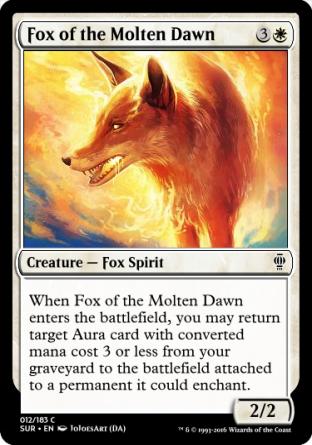 Fox of the Molten Dawn 3
Creature — Fox Spirit
When Fox of the Molten Dawn
enters the battlefield, you may return
target Aura card with converted
mana cost 3 or less from your
graveyard to the battlefield attached
to a permanent it could enchant.
2/2
012/183 C
SUR • EN JoJoesArt (DA)
™ & © 1993-2016 Wizards of the Coast